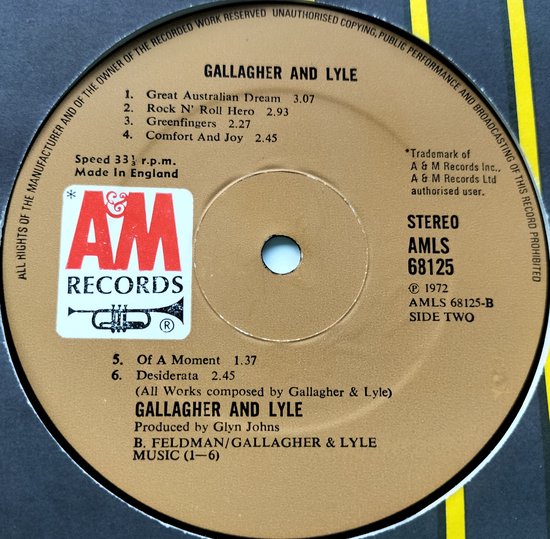 ALL RIGHTS OF THE MANUFACTURER AND OF THE OWNER OF THE RECORDED WORK RESERVED UNAUTHORISED COPYING, PUBLIC PERFORMANCE AND BROADCASTING OF THIS RECORD PROHIBITED
GALLAGHER AND LYLE
1. Great Australian Dream 3.07
2. Rock N' Roll Hero 2.93
3. Greenfingers 2.27
4. Comfort And Joy 2.45
Speed 33⅓ r.p.m.
Made In England
*Trademark of
A & M Records Inc.,
A & M Records Ltd
authorised user.
*
A&M
RECORDS
®
STEREO
AMLS
68125
℗ 1972
AMLS 68125-B
SIDE TWO
5. Of A Moment 1.37
6. Desiderata 2.45
(All Works composed by Gallagher & Lyle)
GALLAGHER AND LYLE
Produced by Glyn Johns
B. FELDMAN/GALLAGHER & LYLE
MUSIC (1—6)